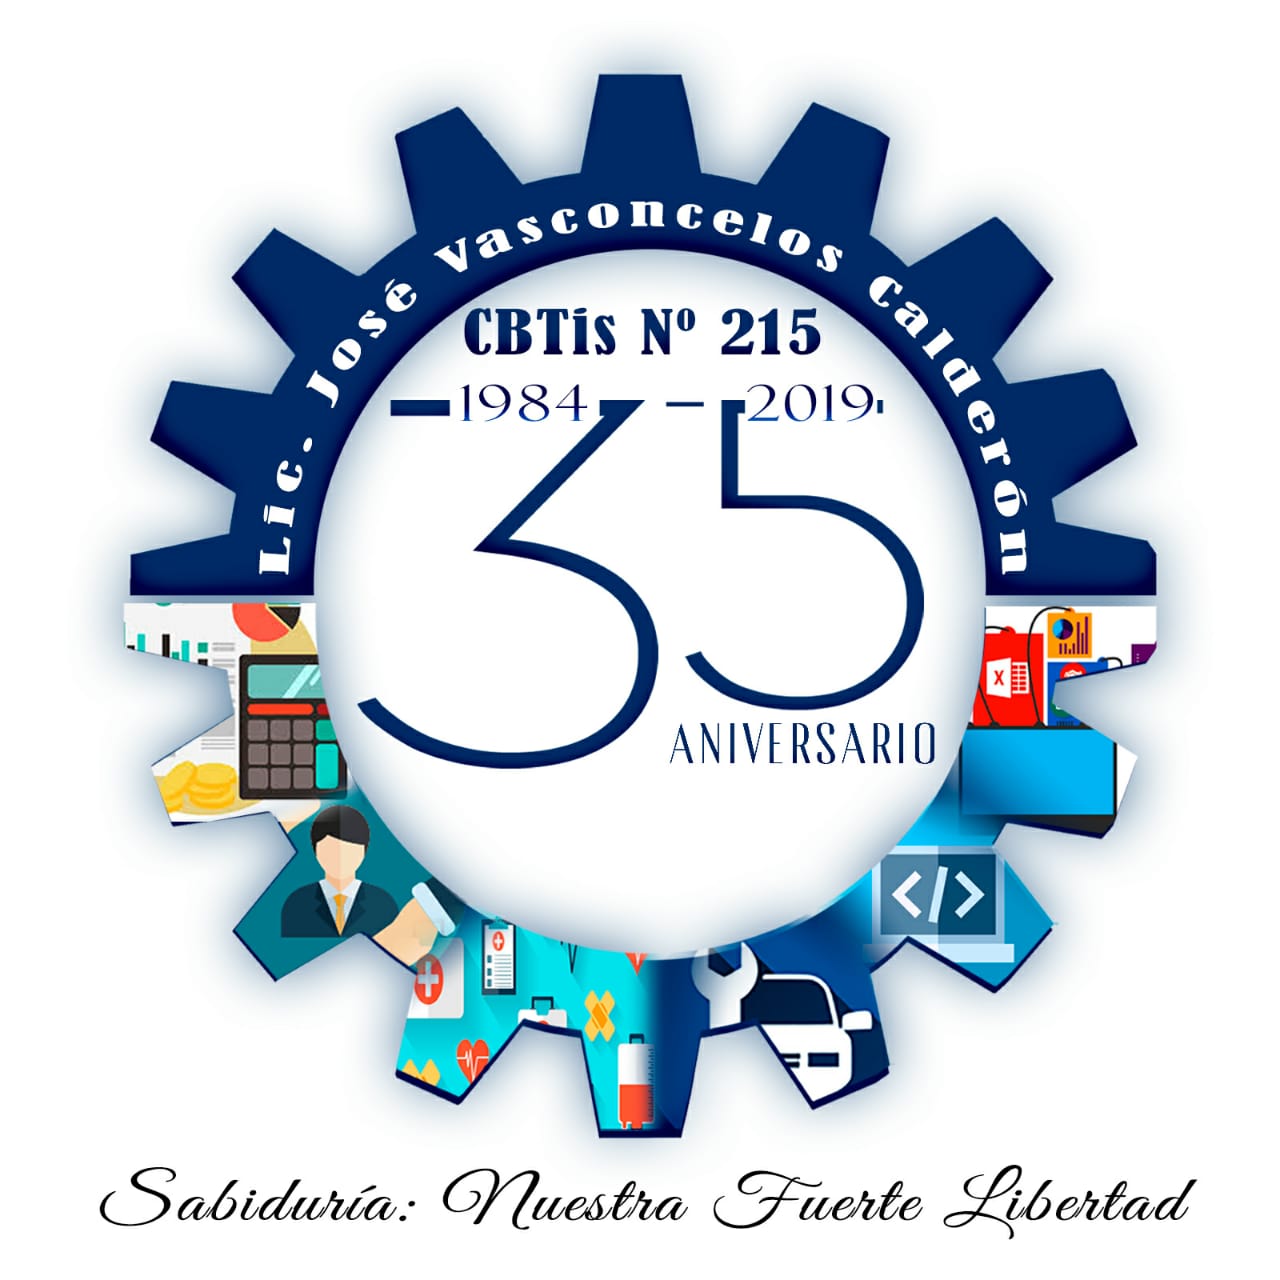 Lic. José Vasconcelos Calderón
CBTis Nº 215
1984 - 2019
35
ANIVERSARIO
X
</>
Sabiduría: Nuestra Fuerte Libertad